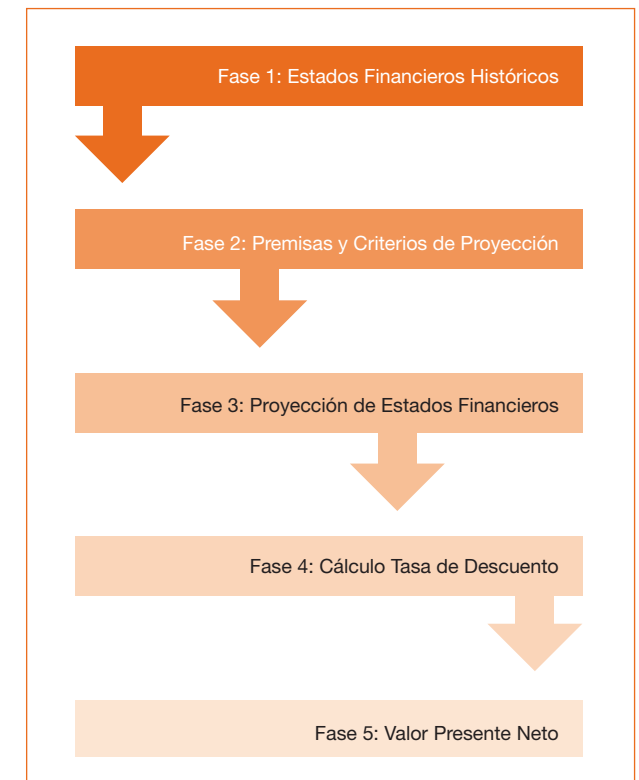 Fase 1: Estados Financieros Históricos
Fase 2: Premisas y Criterios de Proyección
Fase 3: Proyección de Estados Financieros
Fase 4: Cálculo Tasa de Descuento
Fase 5: Valor Presente Neto